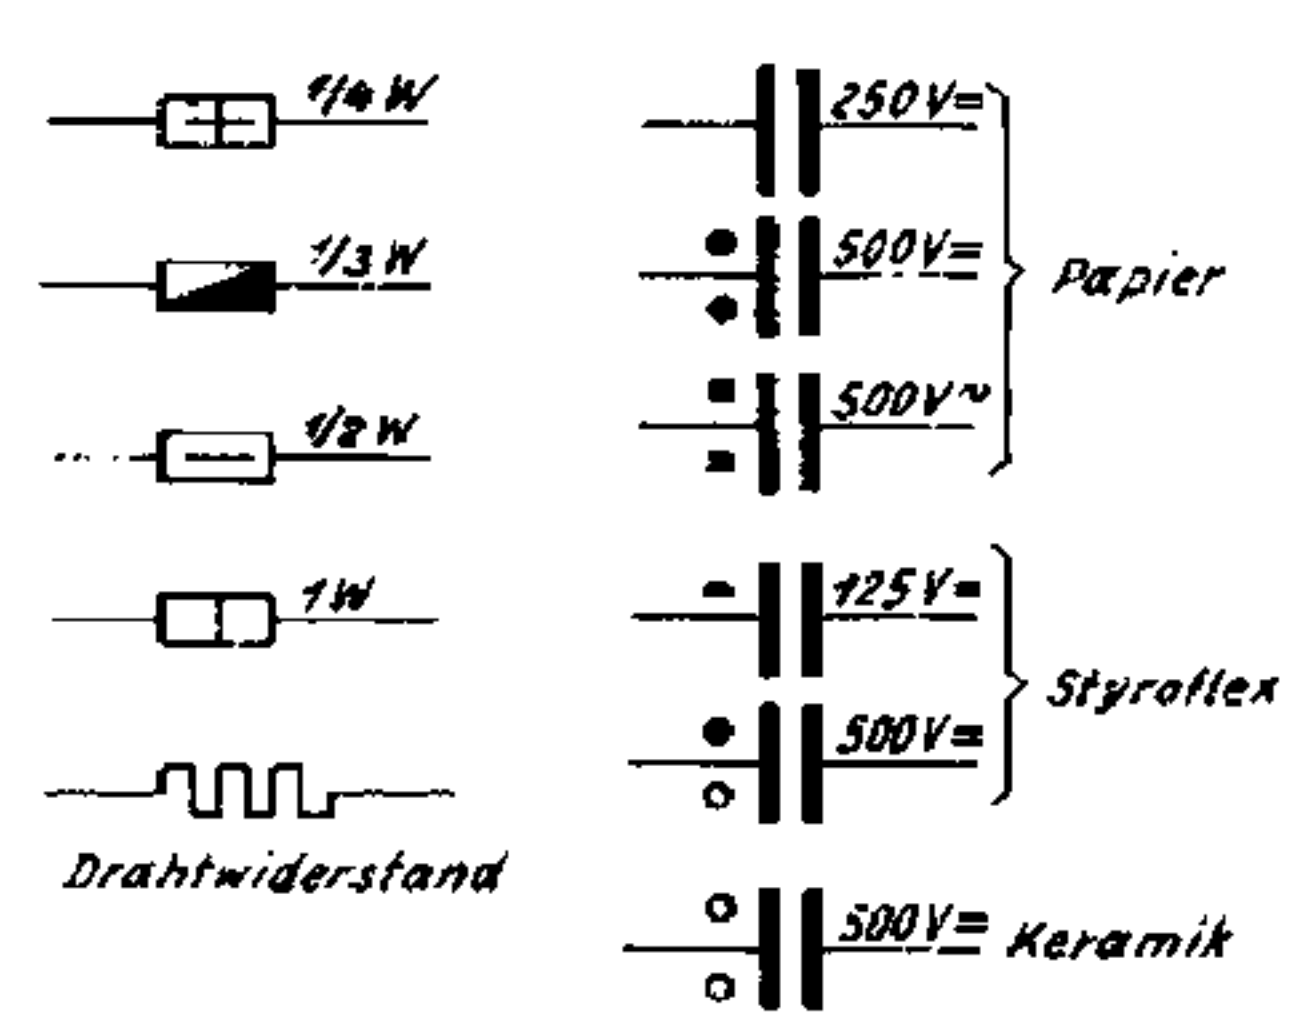 1/4 W
1/3 W
1/2 W
1 W
Drahtwiderstand
250 V=
500 V=
500 V~
Papier
125 V=
500 V=
Styroflex
500 V=
Keramik